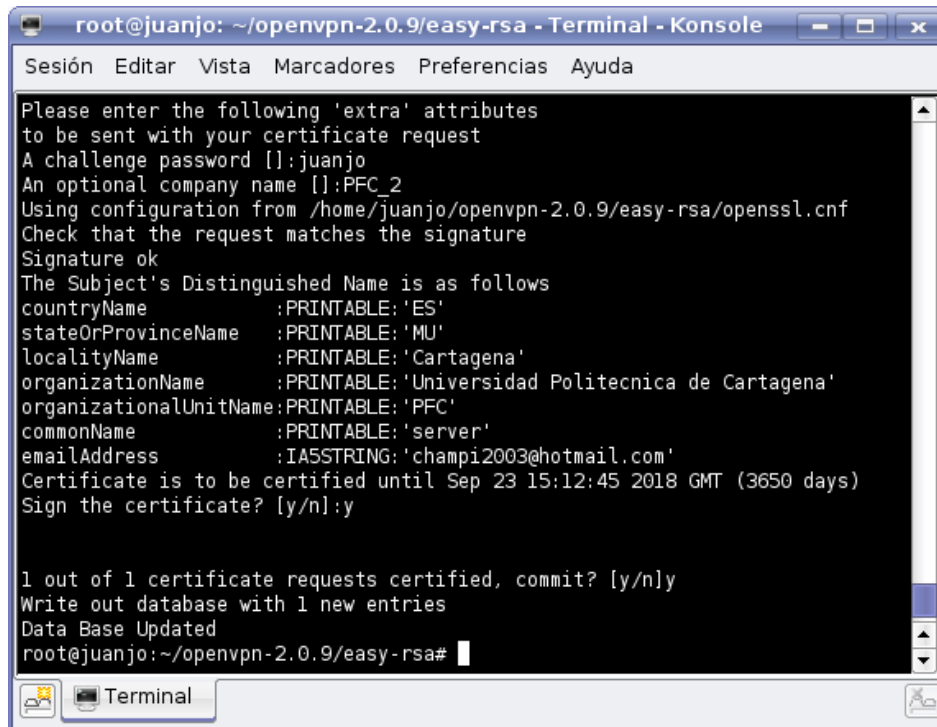 root@juanjo: ~/openvpn-2.0.9/easy-rsa - Terminal - Konsole
Sesión Editar Vista Marcadores Preferencias Ayuda
Please enter the following 'extra' attributes
to be sent with your certificate request
A challenge password []:juanjo
An optional company name []:PFC_2
Using configuration from /home/juanjo/openvpn-2.0.9/easy-rsa/openssl.cnf
Check that the request matches the signature
Signature ok
The Subject's Distinguished Name is as follows
countryName           :PRINTABLE:'ES'
stateOrProvinceName   :PRINTABLE:'MU'
localityName          :PRINTABLE:'Cartagena'
organizationName      :PRINTABLE:'Universidad Politecnica de Cartagena'
organizationalUnitName:PRINTABLE:'PFC'
commonName            :PRINTABLE:'server'
emailAddress          :IA5STRING:'champi2003@hotmail.com'
Certificate is to be certified until Sep 23 15:12:45 2018 GMT (3650 days)
Sign the certificate? [y/n]:y
1 out of 1 certificate requests certified, commit? [y/n]y
Write out database with 1 new entries
Data Base Updated
root@juanjo:~/openvpn-2.0.9/easy-rsa#
Terminal